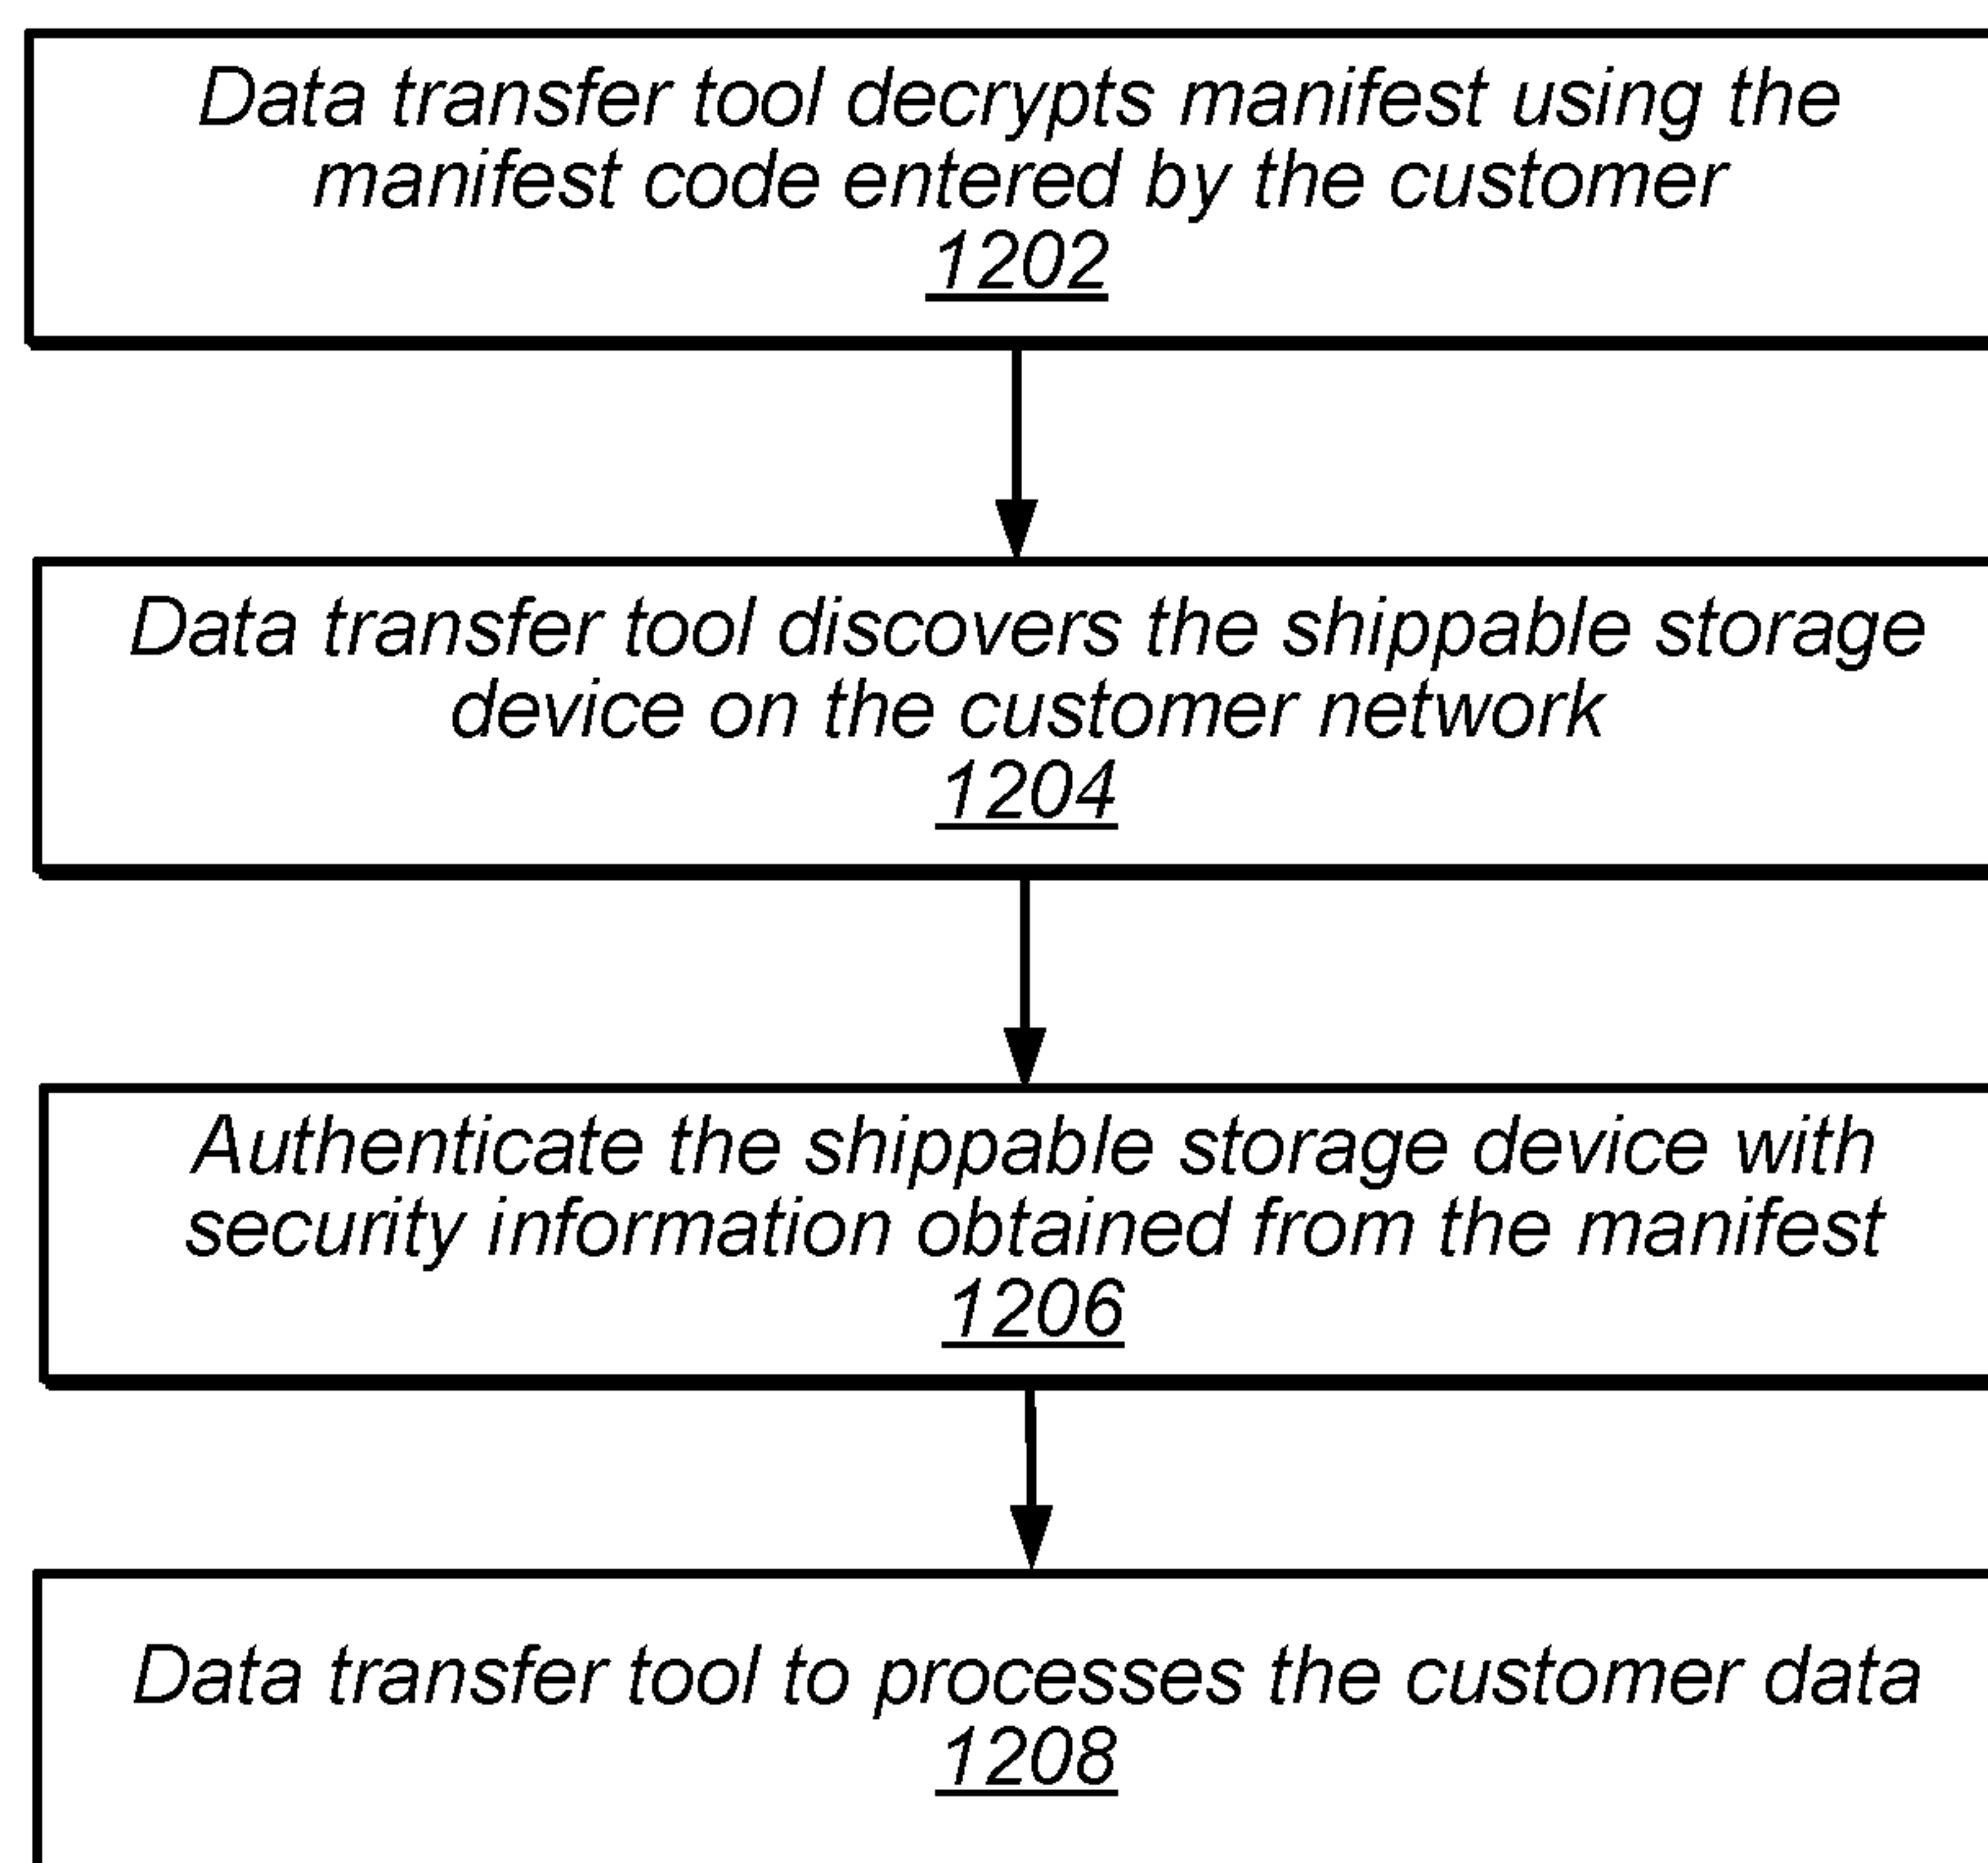 Data transfer tool decrypts manifest using the
manifest code entered by the customer
1202
Data transfer tool discovers the shippable storage
device on the customer network
1204
Authenticate the shippable storage device with
security information obtained from the manifest
1206
Data transfer tool to processes the customer data
1208